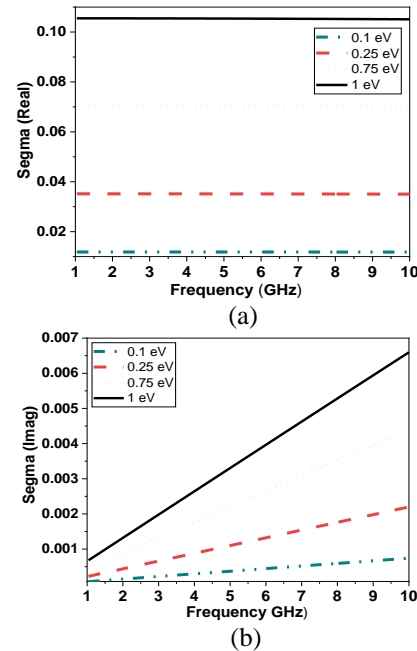 (a)
0.10
0.08
0.06
0.04
0.02
Segma (Real)
0.1 eV
0.25 eV
0.75 eV
1 eV
1 2 3 4 5 6 7 8 9 10
Frequency (GHz)
(a)
0.007
0.006
0.005
0.004
0.003
0.002
0.001
Segma (Imag)
0.1 eV
0.25 eV
0.75 eV
1 eV
1 2 3 4 5 6 7 8 9 10
Frequency GHz)
(b)